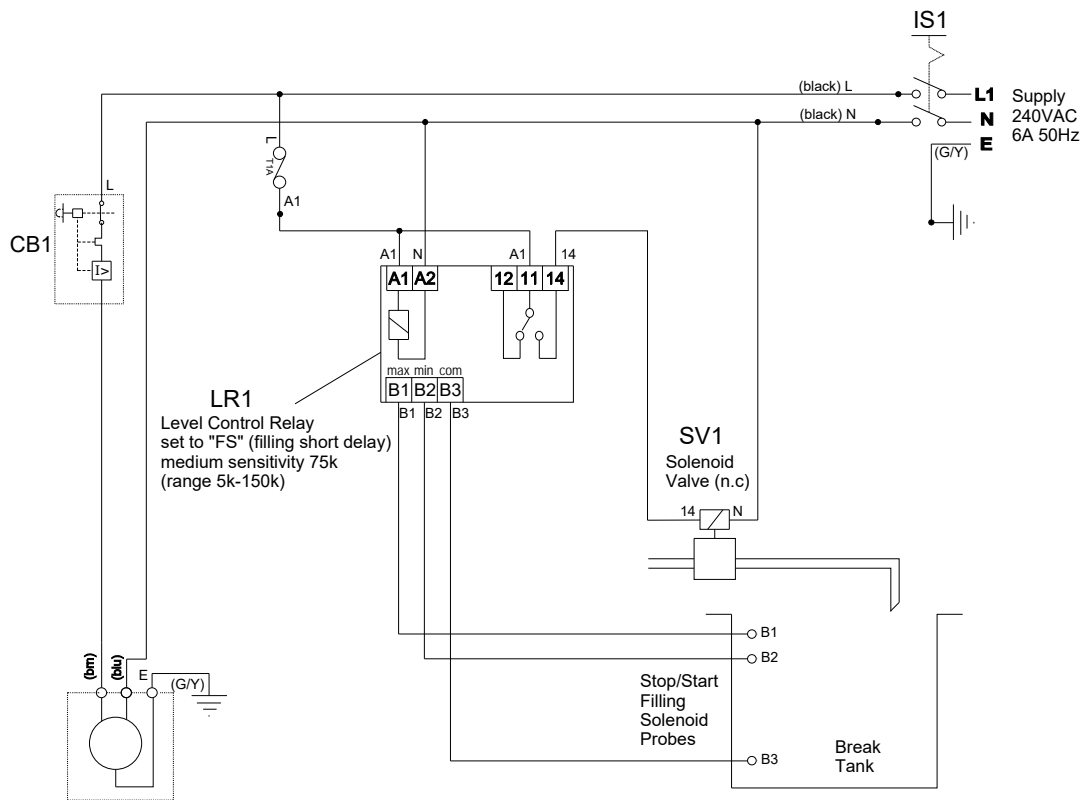 IS1
(black) L
L1
Supply
240VAC
6A 50Hz
(black) N
N
E
(G/Y)
L
T1A
A1
L
CB1
I>
A1
N
A1
14
A1
A2
12
11
14
max
min
com
B1
B2
B3
B1
B2
B3
LR1
Level Control Relay
set to "FS" (filling short delay)
medium sensitivity 75k
(range 5k-150k)
SV1
Solenoid
Valve (n.c)
14
N
B1
B2
Stop/Start
Filling
Solenoid
Probes
B3
Break
Tank
(brn)
(blu)
E
(G/Y)